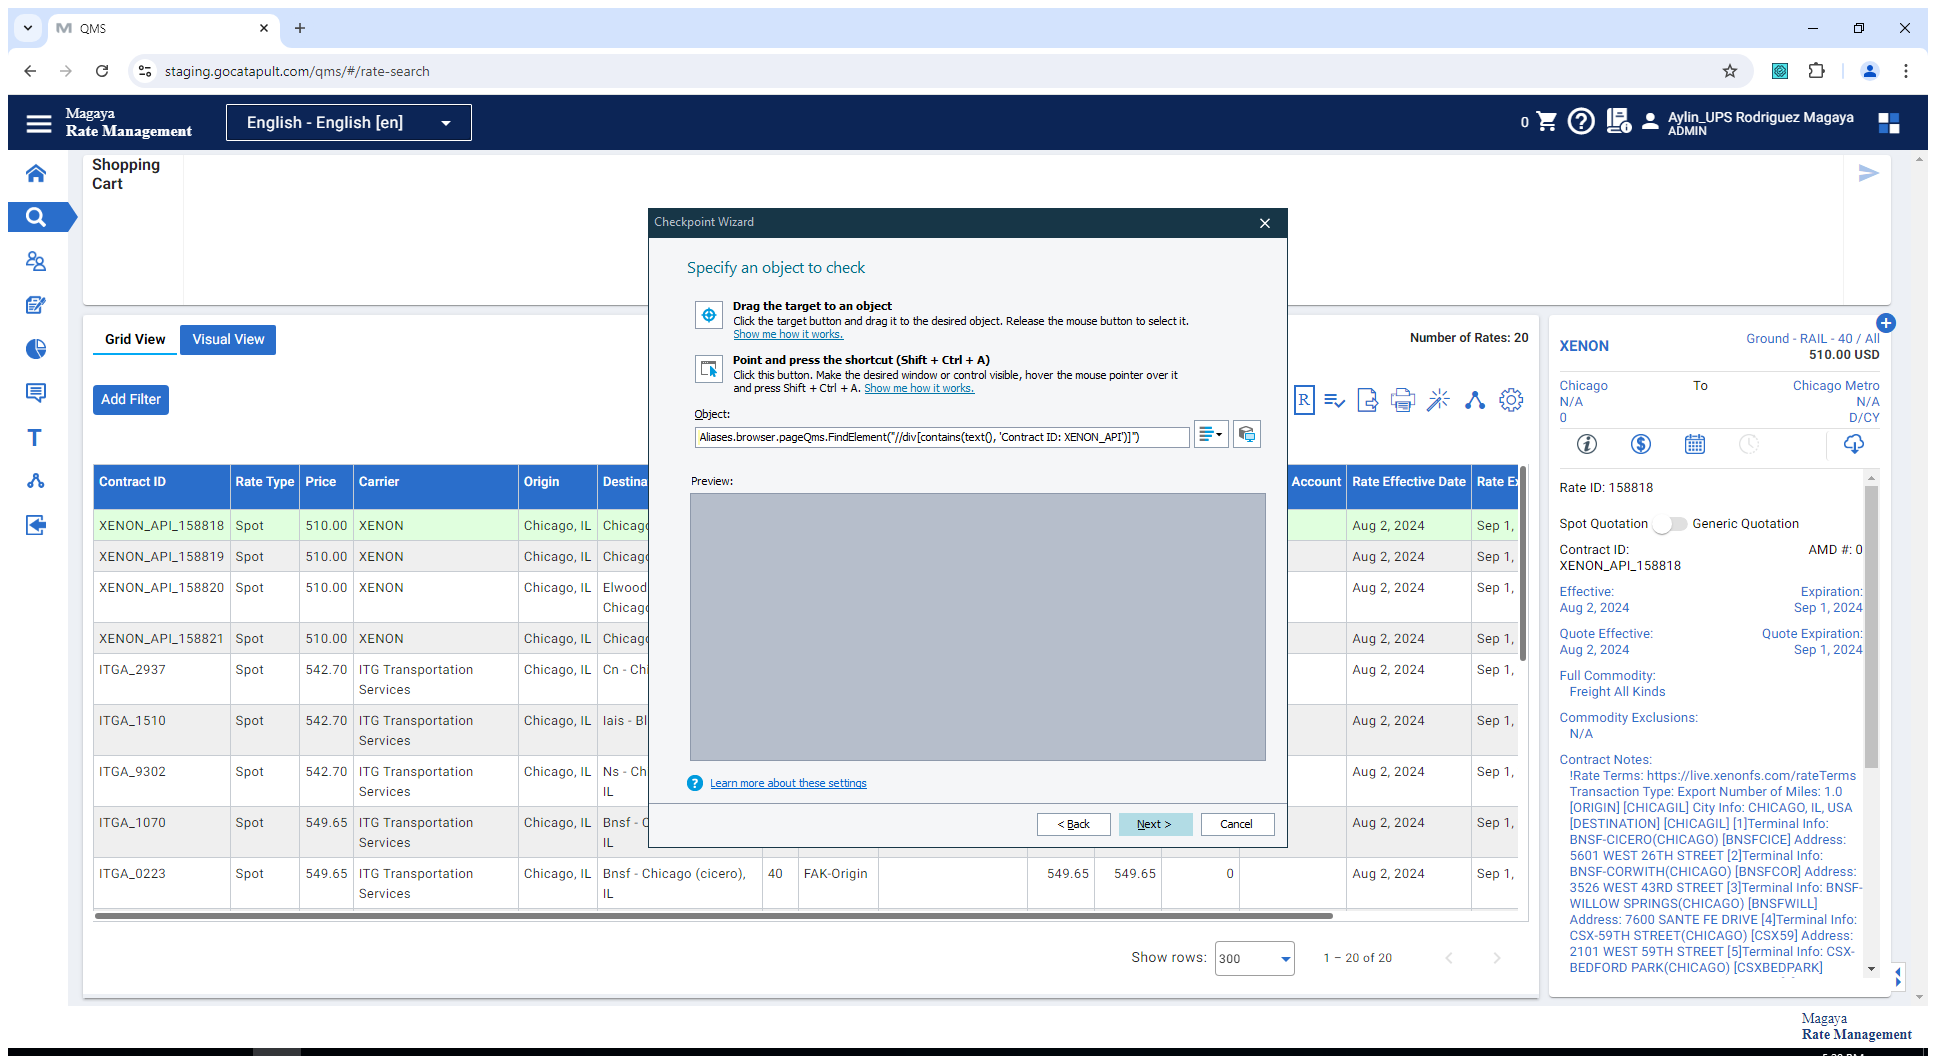 QMS
staging.gocatapult.com/qms/#/rate-search
Magaya
Rate Management
English - English [en]
0
Aylin_UPS Rodriguez Magaya
ADMIN
Shopping
Cart
Checkpoint Wizard
Specify an object to check
Drag the target to an object
Click the target button and drag it to the desired object. Release the mouse button to select it.
Show me how it works.
Point and press the shortcut (Shift + Ctrl + A)
Click this button. Make the desired window or control visible, hover the mouse pointer over it
and press Shift + Ctrl + A. Show me how it works.
Object:
Aliases.browser.pageQms.FindElement("//div[contains(text(), 'Contract ID: XENON_API')]")
Preview:
Learn more about these settings
< Back
Next >
Cancel
Grid View
Visual View
Number of Rates: 20
Add Filter
R
Contract ID Rate Type Price Carrier Origin Destina Account Rate Effective Date Rate Ex
XENON_API_158818 Spot 510.00 XENON Chicago, IL Chicago Aug 2, 2024 Sep 1,
XENON_API_158819 Spot 510.00 XENON Chicago, IL Chicago Aug 2, 2024 Sep 1,
XENON_API_158820 Spot 510.00 XENON Chicago, IL Elwood Aug 2, 2024 Sep 1,
Chicago
XENON_API_158821 Spot 510.00 XENON Chicago, IL Chicago Aug 2, 2024 Sep 1,
ITGA_2937 Spot 542.70 ITG Transportation Chicago, IL Cn - Chi Aug 2, 2024 Sep 1,
Services
ITGA_1510 Spot 542.70 ITG Transportation Chicago, IL Iais - Bl Aug 2, 2024 Sep 1,
Services
ITGA_9302 Spot 542.70 ITG Transportation Chicago, IL Ns - Ch Aug 2, 2024 Sep 1,
Services IL
ITGA_1070 Spot 549.65 ITG Transportation Chicago, IL Bnsf - C Aug 2, 2024 Sep 1,
Services IL
ITGA_0223 Spot 549.65 ITG Transportation Chicago, IL Bnsf - Chicago (cicero), 40 FAK-Origin 549.65 549.65 0 Aug 2, 2024 Sep 1,
Services IL
Show rows: 300 1 – 20 of 20
XENON
Ground - RAIL - 40 / All
510.00 USD
Chicago To Chicago Metro
N/A N/A
0 D/CY
Rate ID: 158818
Spot Quotation Generic Quotation
Contract ID: AMD #: 0
XENON_API_158818
Effective: Expiration:
Aug 2, 2024 Sep 1, 2024
Quote Effective: Quote Expiration:
Aug 2, 2024 Sep 1, 2024
Full Commodity:
Freight All Kinds
Commodity Exclusions:
N/A
Contract Notes:
!Rate Terms: https://live.xenonfs.com/rateTerms
Transaction Type: Export Number of Miles: 1.0
[ORIGIN] [CHICAGIL] City Info: CHICAGO, IL, USA
[DESTINATION] [CHICAGIL] [1]Terminal Info:
BNSF-CICERO(CHICAGO) [BNSFCICE] Address:
5601 WEST 26TH STREET [2]Terminal Info:
BNSF-CORWITH(CHICAGO) [BNSFCOR] Address:
3526 WEST 43RD STREET [3]Terminal Info: BNSF-
WILLOW SPRINGS(CHICAGO) [BNSFWILL]
Address: 7600 SANTE FE DRIVE [4]Terminal Info:
CSX-59TH STREET(CHICAGO) [CSX59] Address:
2101 WEST 59TH STREET [5]Terminal Info: CSX-
BEDFORD PARK(CHICAGO) [CSXBEDPARK]
Magaya
Rate Management